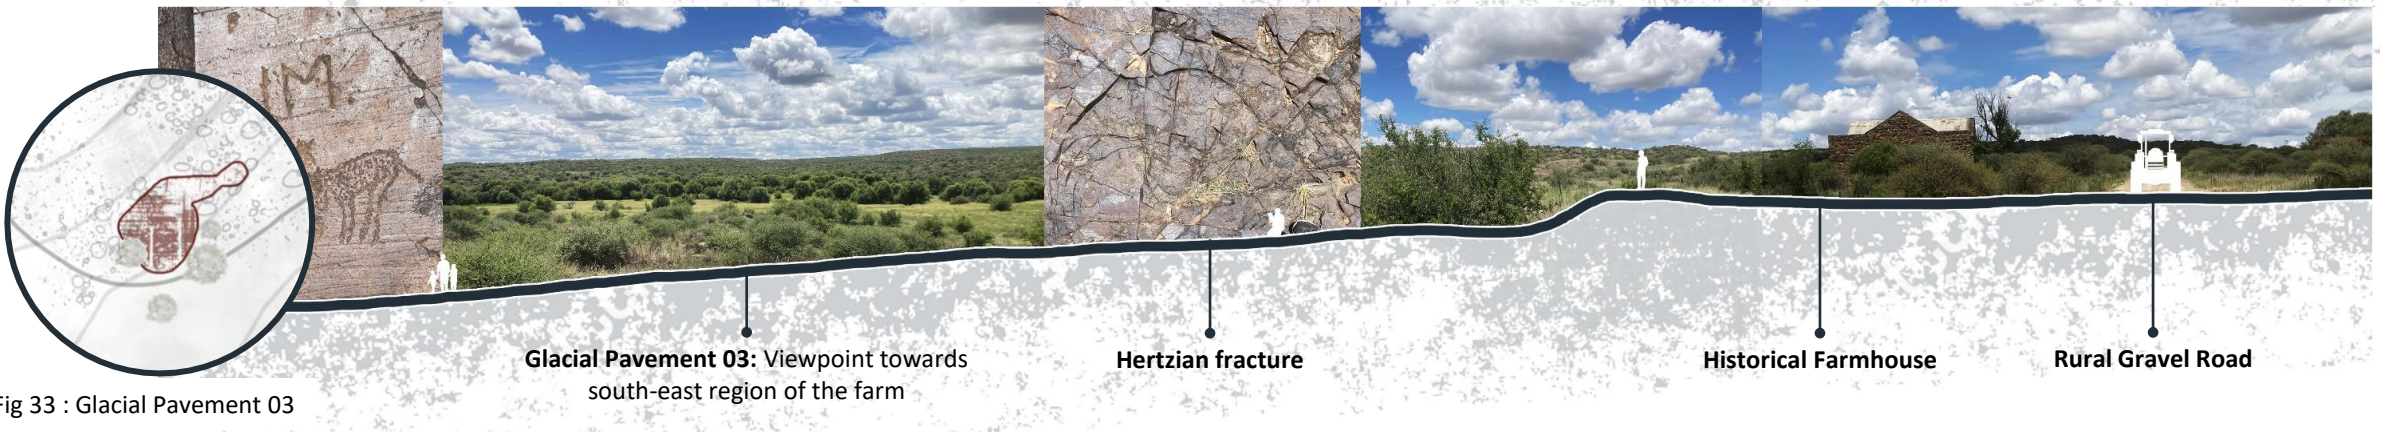 IM
Glacial Pavement 03: Viewpoint towards
south-east region of the farm
Hertzian fracture
Historical Farmhouse
Rural Gravel Road
Fig 33 : Glacial Pavement 03